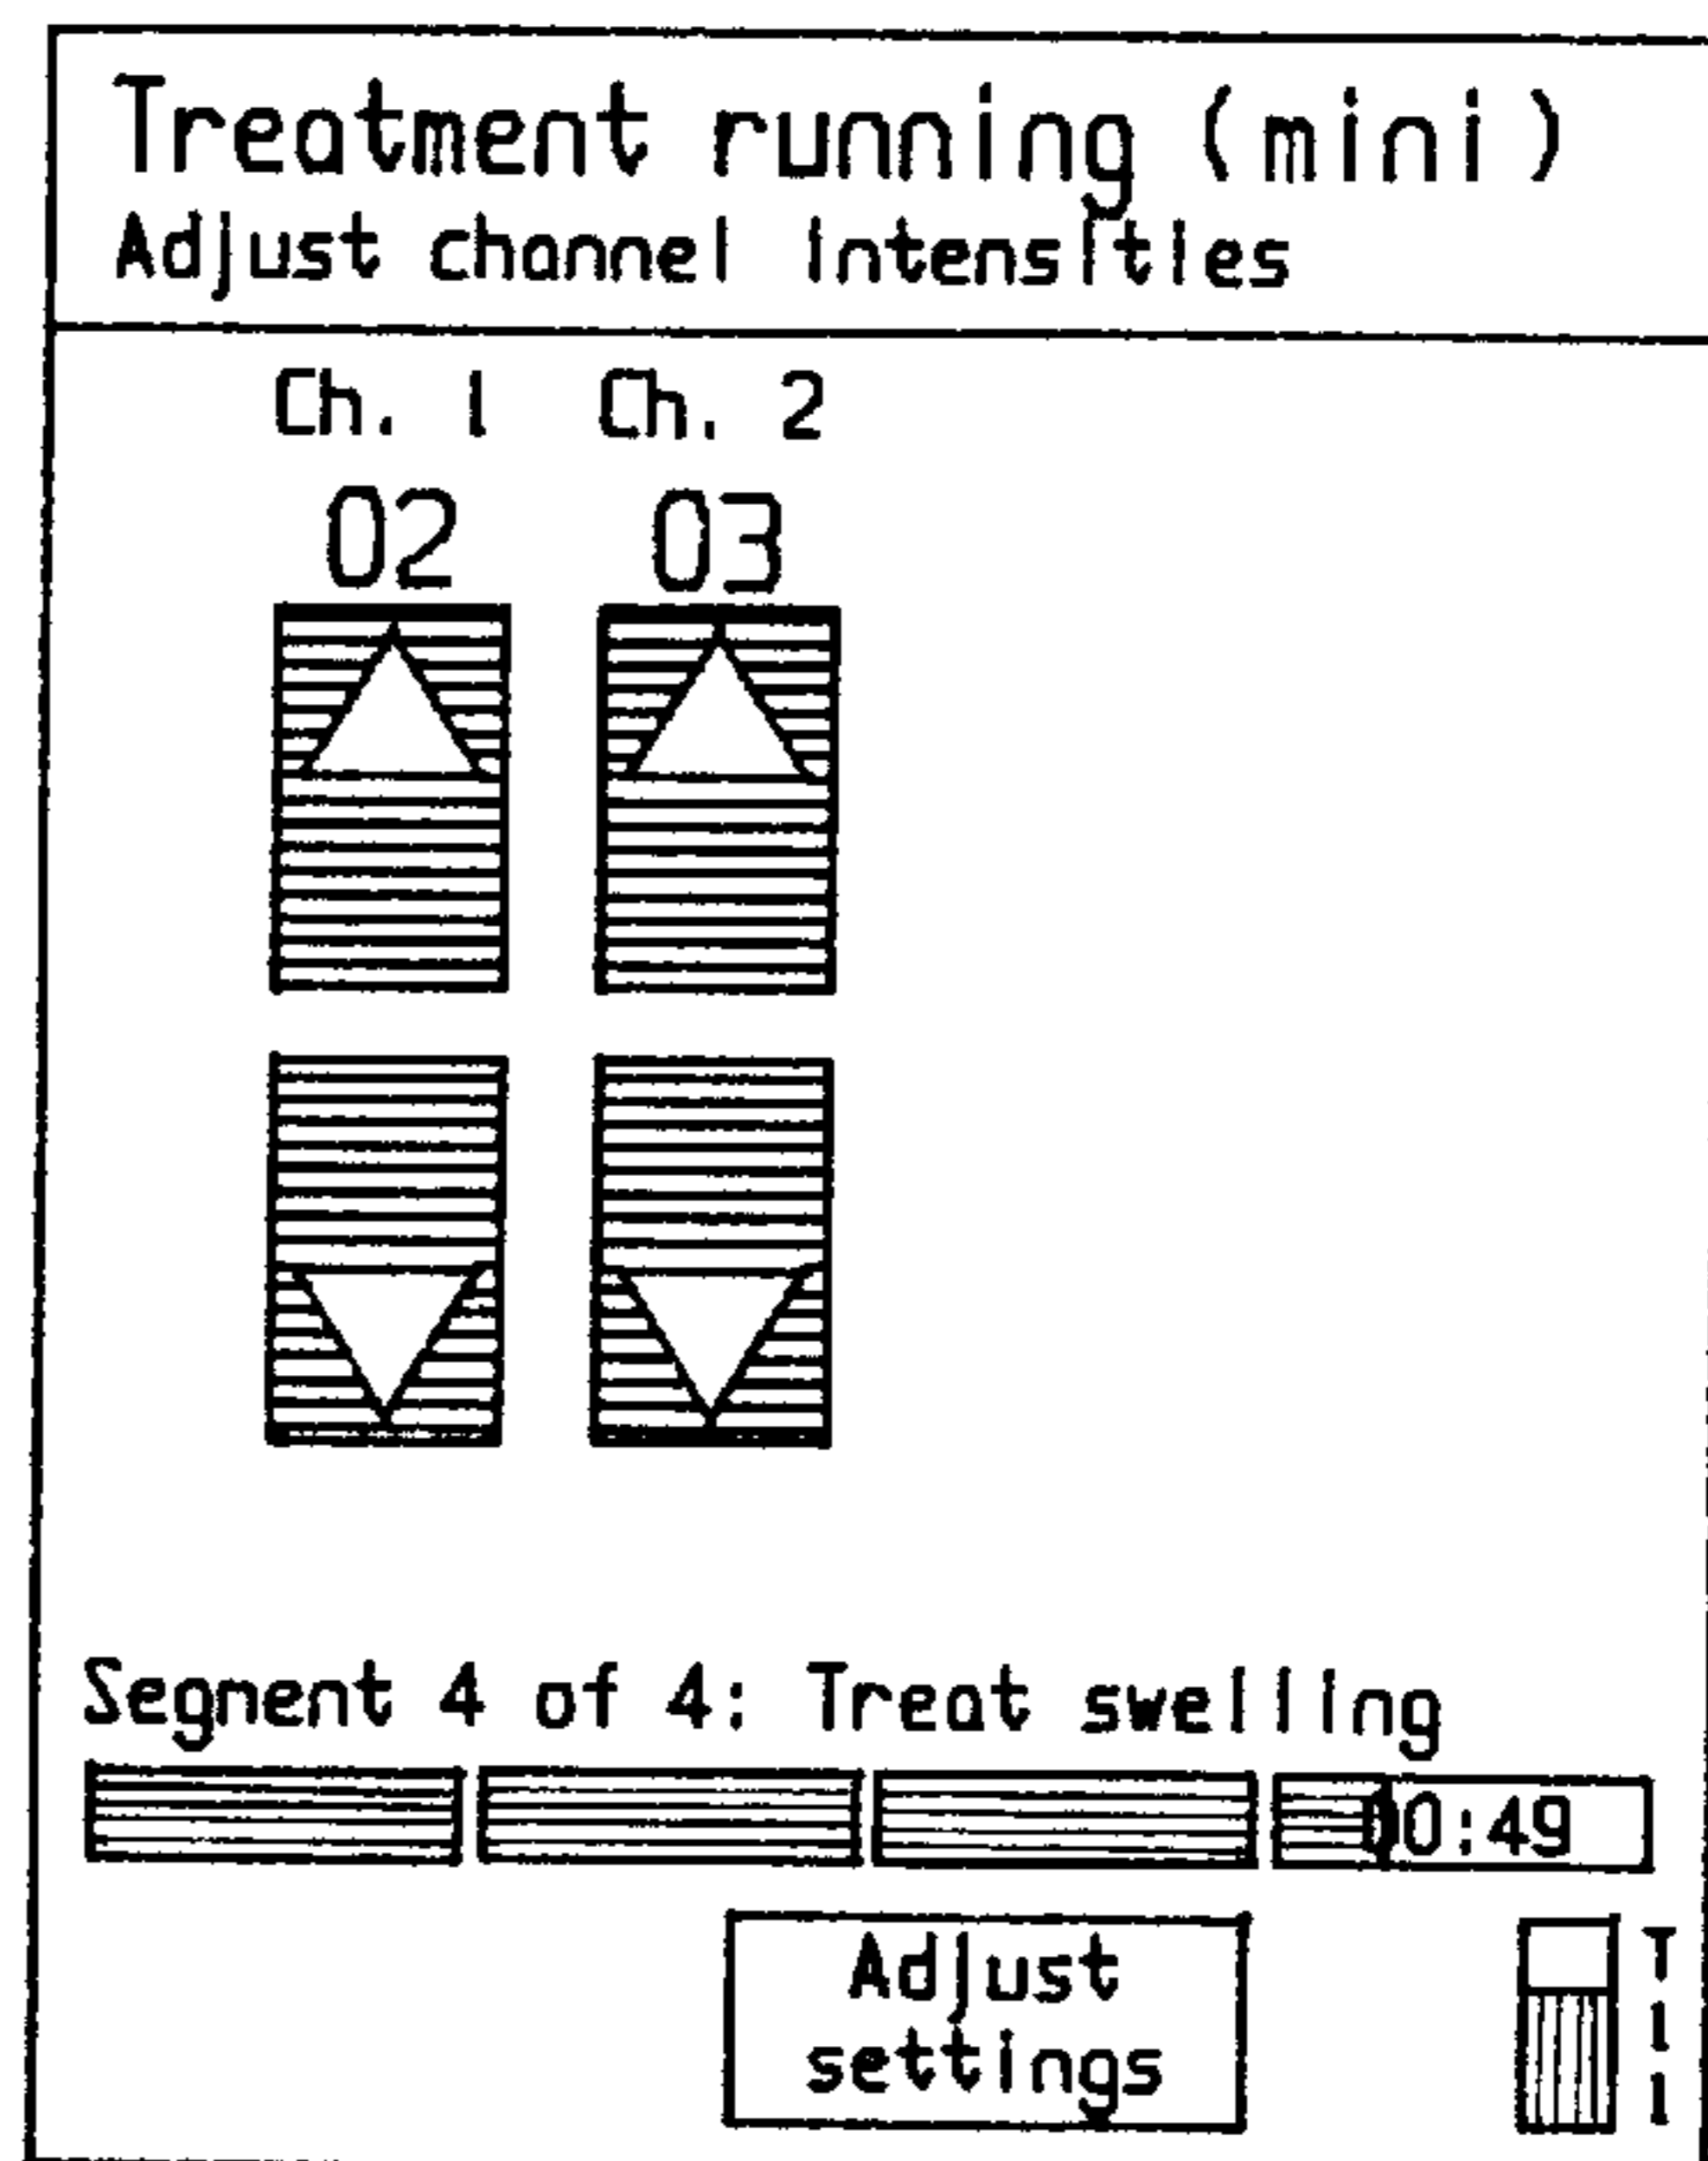 Treatment running (mini)
Adjust channel Intensities
Ch. 1 Ch. 2
02 03
Segment 4 of 4: Treat swelling
00:49
Adjust
settings